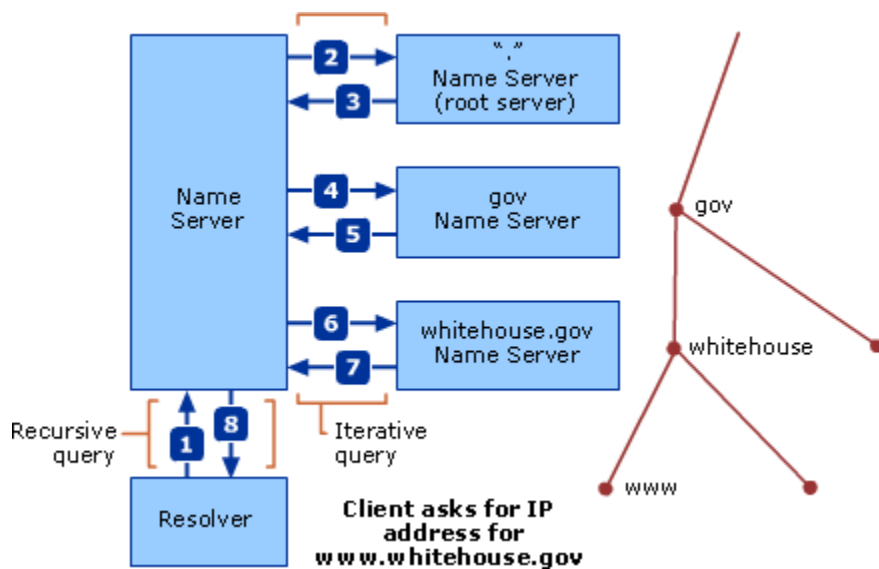 2
"."
Name Server
(root server)
3
Name
Server
4
gov
Name Server
5
6
whitehouse.gov
Name Server
7
Recursive
query
1
8
Iterative
query
Resolver
Client asks for IP
address for
www.whitehouse.gov
gov
whitehouse
www